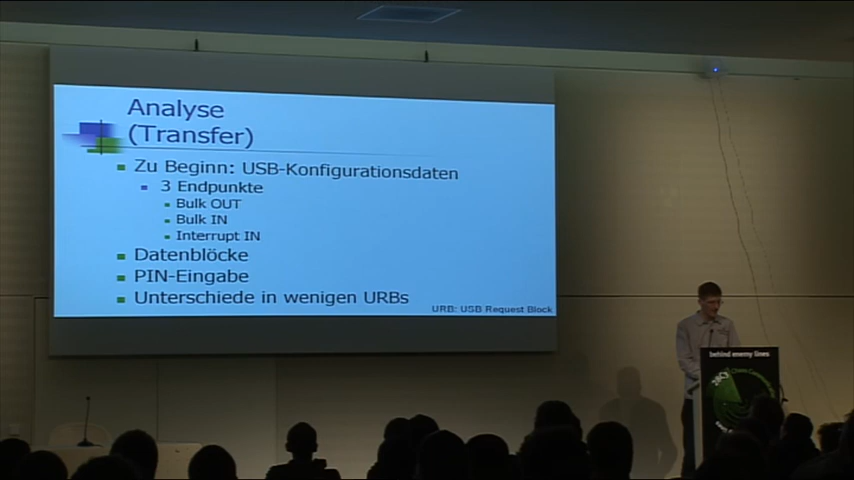 Analyse
(Transfer)
Zu Beginn: USB-Konfigurationsdaten
3 Endpunkte
Bulk OUT
Bulk IN
Interrupt IN
Datenblöcke
PIN-Eingabe
Unterschiede in wenigen URBs
URB: USB Request Block
behind enemy lines